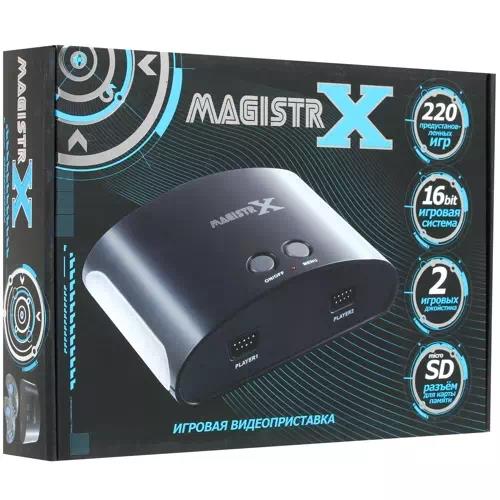 MAGISTR X
MAGISTR X
220
предустанов-
ленных
игр
16bit
игровая
система
2
игровых
джойстика
micro
SD
разъём
для карты
памяти
MAGISTR X
ON/OFF
MENU
PLAYER1
PLAYER2
ИГРОВАЯ ВИДЕОПРИСТАВКА